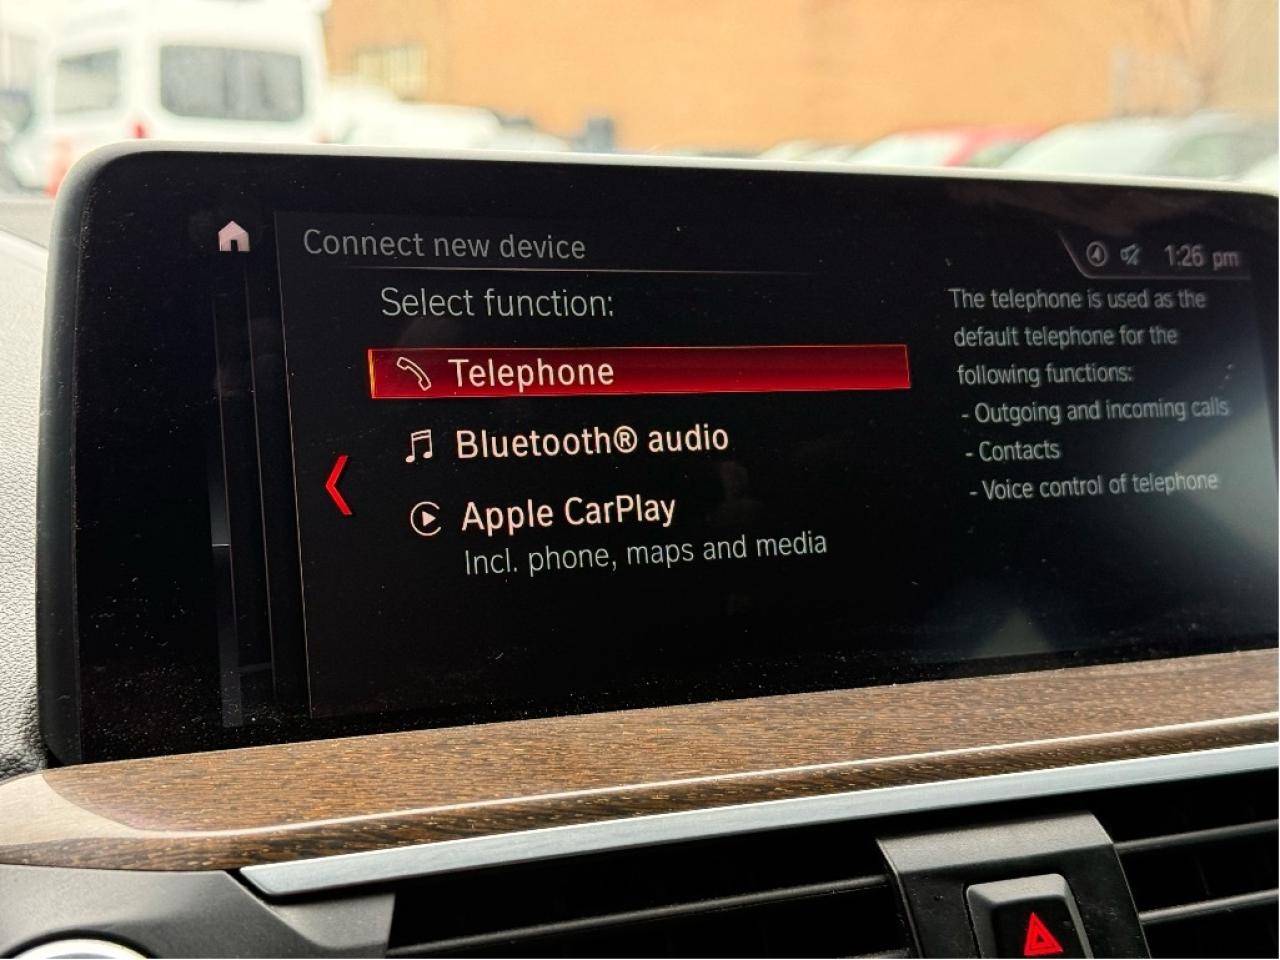 Connect new device
1:26 pm
Select function:
Telephone
Bluetooth® audio
Apple CarPlay
Incl. phone, maps and media
The telephone is used as the
default telephone for the
following functions:
- Outgoing and incoming calls
- Contacts
- Voice control of telephone